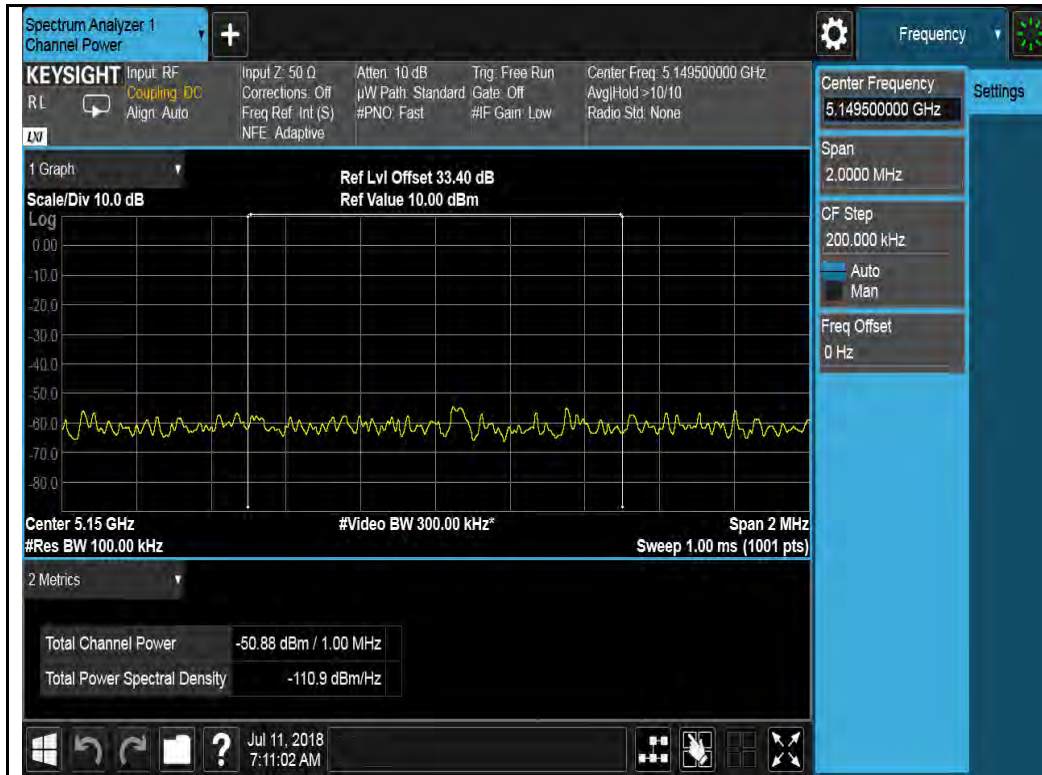 Spectrum Analyzer 1
Channel Power
+
Frequency
KEYSIGHT
RL
LXI
Input: RF
Coupling: DC
Align: Auto
Input Z: 50 Ω
Corrections: Off
Freq Ref: Int (S)
NFE: Adaptive
Atten: 10 dB
µW Path: Standard
#PNO: Fast
Trig: Free Run
Gate: Off
#IF Gain: Low
Center Freq: 5.149500000 GHz
Avg|Hold >10/10
Radio Std: None
Center Frequency
5.149500000 GHz
Settings
Span
2.0000 MHz
CF Step
200.000 kHz
Auto
Man
Freq Offset
0 Hz
1 Graph
Scale/Div 10.0 dB
Ref Lvl Offset 33.40 dB
Ref Value 10.00 dBm
Log
0.00
-10.0
-20.0
-30.0
-40.0
-50.0
-60.0
-70.0
-80.0
Center 5.15 GHz
#Video BW 300.00 kHz*
Span 2 MHz
#Res BW 100.00 kHz
Sweep 1.00 ms (1001 pts)
2 Metrics
Total Channel Power -50.88 dBm / 1.00 MHz
Total Power Spectral Density -110.9 dBm/Hz
?
Jul 11, 2018
7:11:02 AM